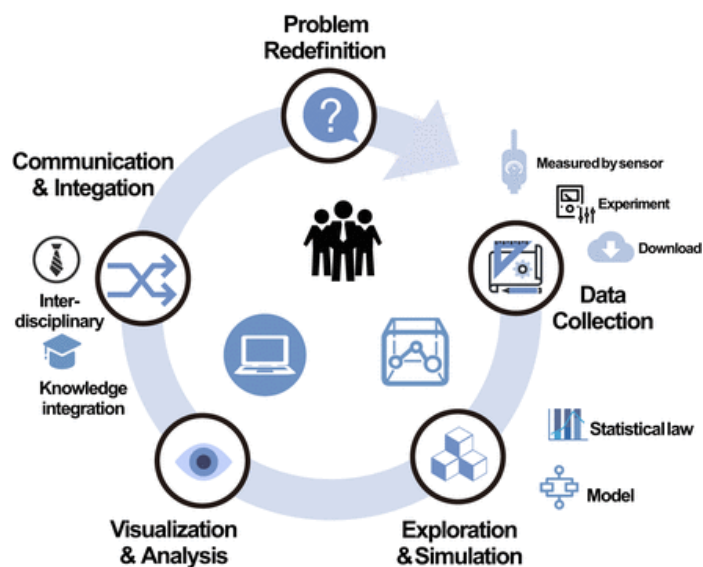 Problem
Redefinition
Measured by sensor
Experiment
Download
Data
Collection
Statistical law
Model
Exploration
& Simulation
Visualization
& Analysis
Communication
& Integation
Inter-
disciplinary
Knowledge
integration